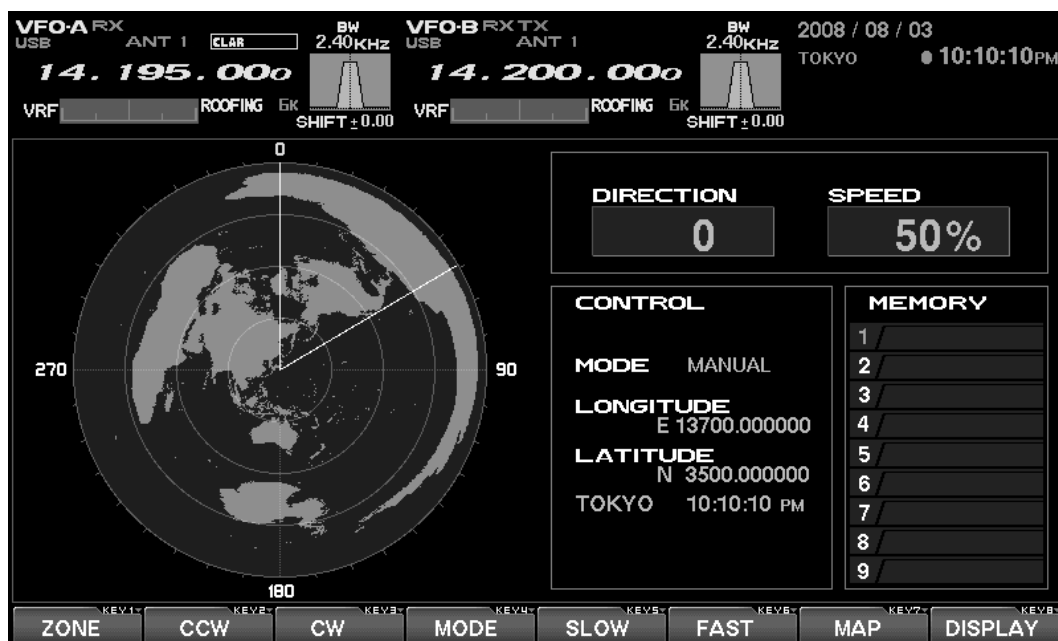 VFO-A RX
USB ANT 1 CLAR
BW
2.40KHz
14.195.000
VRF ROOFING 6K
SHIFT±0.00
VFO-B RX TX
USB ANT 1
BW
2.40KHz
14.200.000
VRF ROOFING 6K
SHIFT±0.00
2008 / 08 / 03
TOKYO 10:10:10PM
0
270
90
180
DIRECTION
0
SPEED
50%
CONTROL
MODE MANUAL
LONGITUDE
E 13700.000000
LATITUDE
N 3500.000000
TOKYO 10:10:10 PM
MEMORY
1
2
3
4
5
6
7
8
9
KEY1 KEY2 KEY3 KEY4 KEY5 KEY6 KEY7 KEY8
ZONE CCW CW MODE SLOW FAST MAP DISPLAY